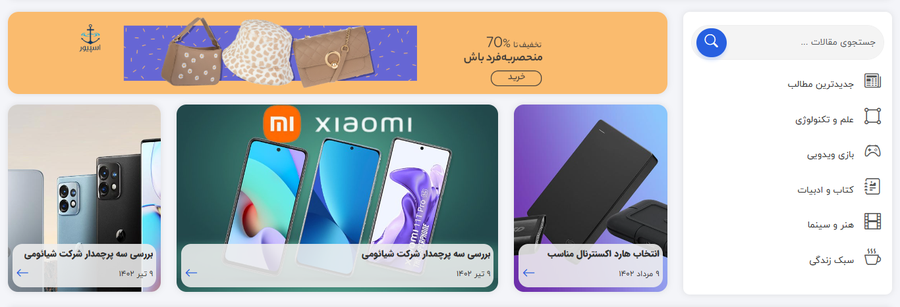 جستجوی مقالات ...
جدیدترین مطالب
علم و تکنولوژی
بازی ویدویی
کتاب و ادبیات
هنر و سینما
سبک زندگی
تخفیف تا %70
منحصربه‌فرد باش
خرید
اسپیور
انتخاب هارد اکسترنال مناسب
۹ مرداد ۱۴۰۲
xiaomi
بررسی سه پرچمدار شرکت شیائومی
۹ تیر ۱۴۰۲
بررسی سه پرچمدار شرکت شیائومی
۹ تیر ۱۴۰۲